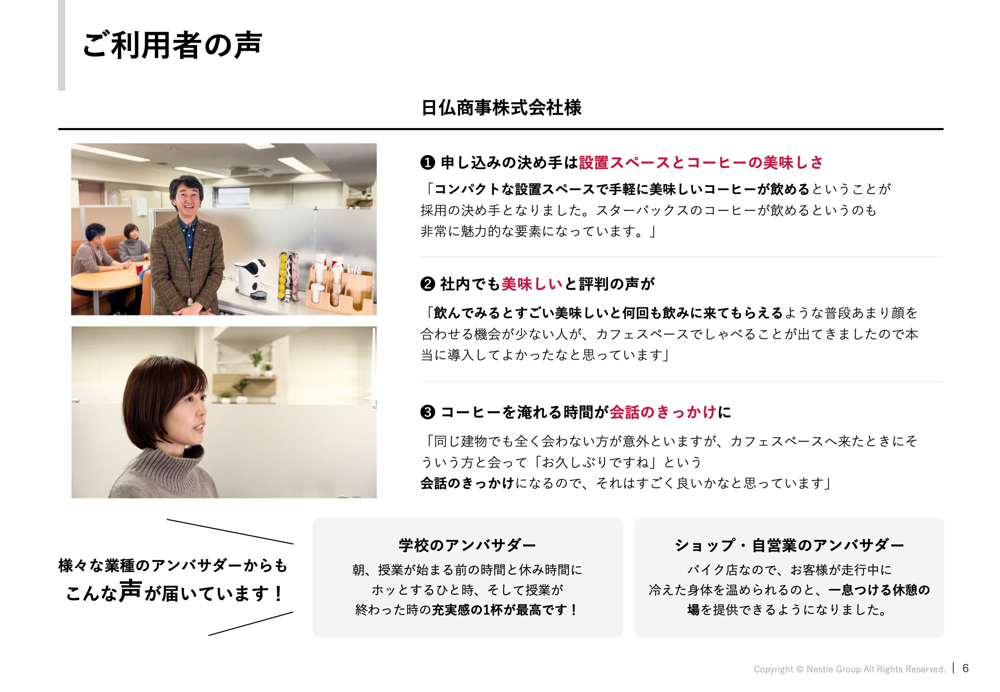 ご利用者の声
日仏商事株式会社様
❶ 申し込みの決め手は設置スペースとコーヒーの美味しさ
「コンパクトな設置スペースで手軽に美味しいコーヒーが飲めるということが
採用の決め手となりました。スターバックスのコーヒーが飲めるというのも
非常に魅力的な要素になっています。」
❷ 社内でも美味しいと評判の声が
「飲んでみるとすごい美味しいと何回も飲みに来てもらえるような普段あまり顔を
合わせる機会が少ない人が、カフェスペースでしゃべることが出てきましたので本
当に導入してよかったなと思っています」
❸ コーヒーを淹れる時間が会話のきっかけに
「同じ建物でも全く会わない方が意外といますが、カフェスペースへ来たときにそ
ういう方と会って「お久しぶりですね」という
会話のきっかけになるので、それはすごく良いかなと思っています」
様々な業種のアンバサダーからも
こんな声が届いています！
学校のアンバサダー
朝、授業が始まる前の時間と休み時間に
ホッとするひと時、そして授業が
終わった時の充実感の1杯が最高です！
ショップ・自営業のアンバサダー
バイク店なので、お客様が走行中に
冷えた身体を温められるのと、一息つける休憩の
場を提供できるようになりました。
Copyright © Nestle Group All Rights Reserved. | 6